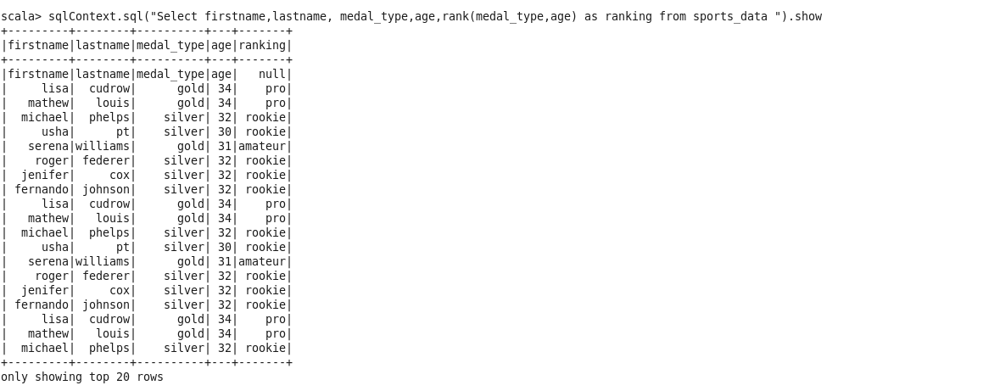 scala> sqlContext.sql("Select firstname,lastname, medal_type,age,rank(medal_type,age) as ranking from sports_data ").show
+---------+--------+----------+---+-------+
|firstname|lastname|medal_type|age|ranking|
+---------+--------+----------+---+-------+
|firstname|lastname|medal_type|age|   null|
|     lisa|  cudrow|      gold| 34|    pro|
|   mathew|   louis|      gold| 34|    pro|
|  michael|  phelps|    silver| 32| rookie|
|     usha|      pt|    silver| 30| rookie|
|   serena|williams|      gold| 31|amateur|
|    roger| federer|    silver| 32| rookie|
|  jenifer|     cox|    silver| 32| rookie|
| fernando| johnson|    silver| 32| rookie|
|     lisa|  cudrow|      gold| 34|    pro|
|   mathew|   louis|      gold| 34|    pro|
|  michael|  phelps|    silver| 32| rookie|
|     usha|      pt|    silver| 30| rookie|
|   serena|williams|      gold| 31|amateur|
|    roger| federer|    silver| 32| rookie|
|  jenifer|     cox|    silver| 32| rookie|
| fernando| johnson|    silver| 32| rookie|
|     lisa|  cudrow|      gold| 34|    pro|
|   mathew|   louis|      gold| 34|    pro|
|  michael|  phelps|    silver| 32| rookie|
+---------+--------+----------+---+-------+
only showing top 20 rows